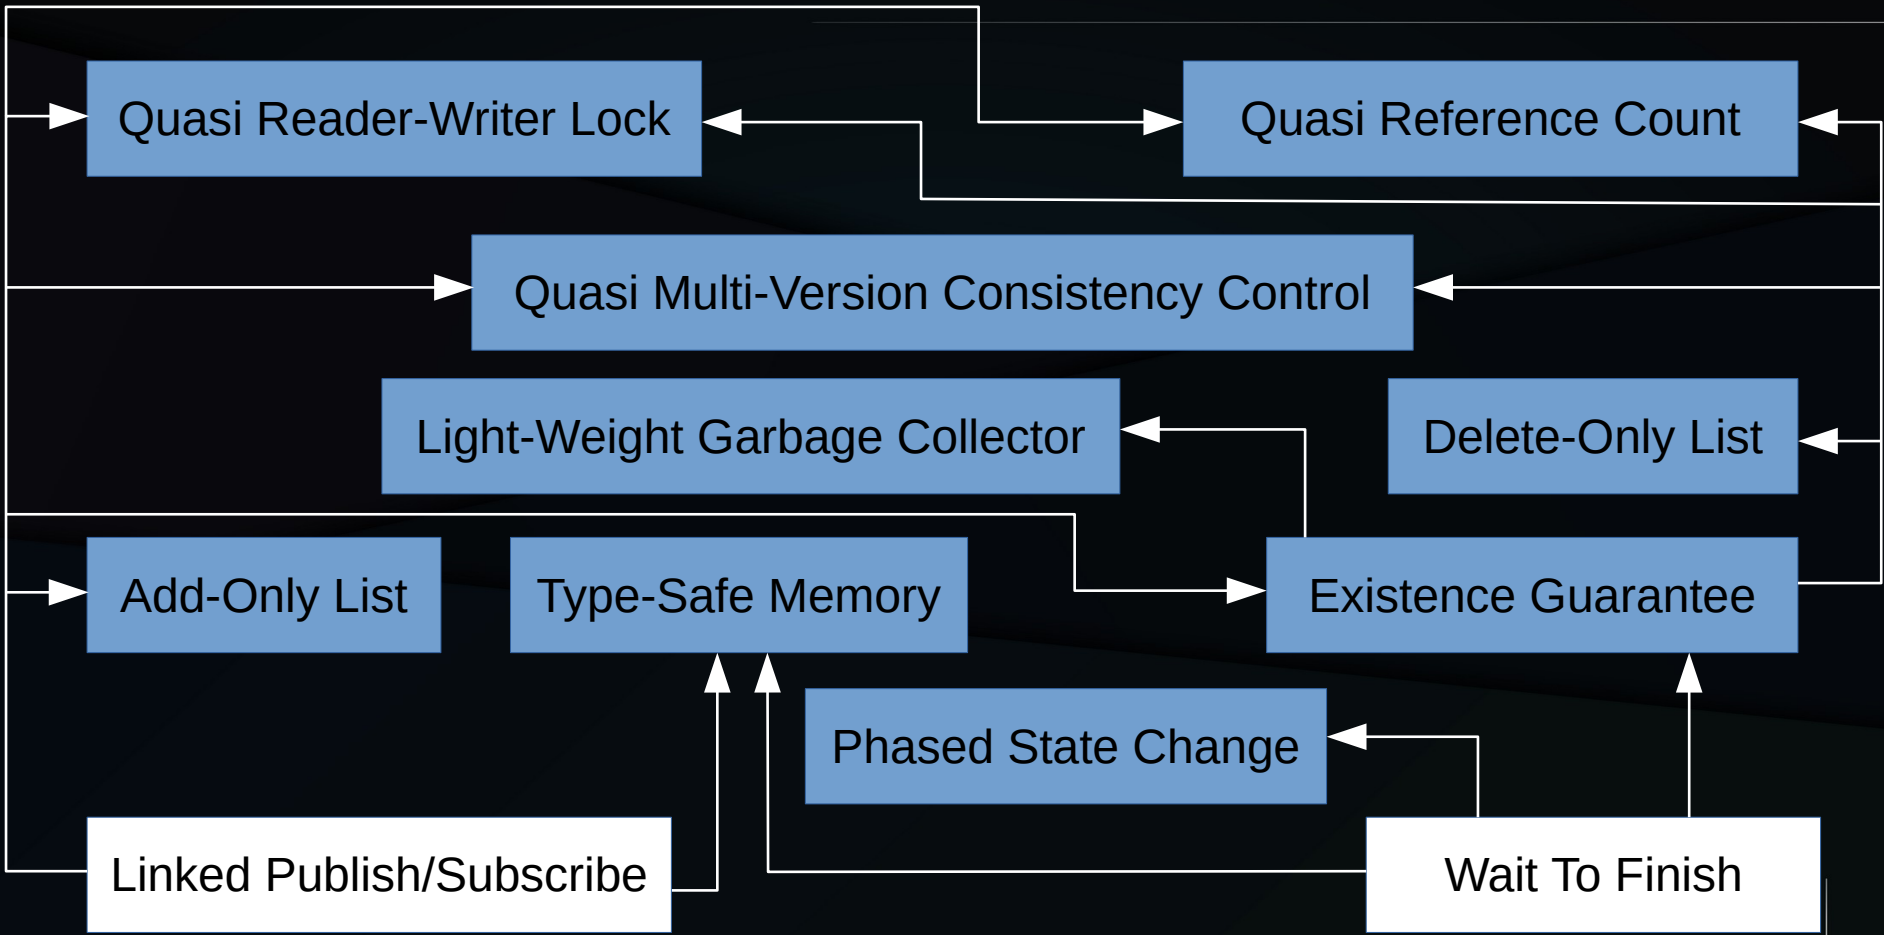 Quasi Reader-Writer Lock
Quasi Reference Count
Quasi Multi-Version Consistency Control
Light-Weight Garbage Collector
Delete-Only List
Add-Only List
Type-Safe Memory
Existence Guarantee
Phased State Change
Linked Publish/Subscribe
Wait To Finish